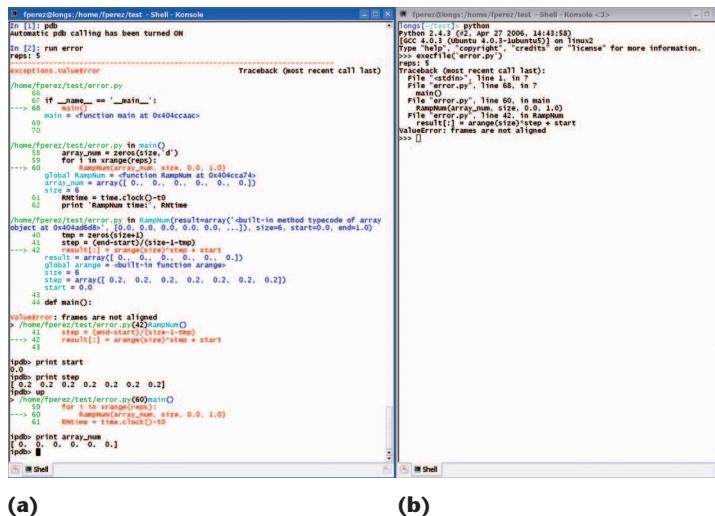 fperez@longs:/home/fperez/test - Shell - Konsole
In [1]: pdb
Automatic pdb calling has been turned ON
In [2]: run error
reps: 5
exceptions.ValueError Traceback (most recent call last)
/home/fperez/test/error.py
66
67 if __name__ == '__main__':
---> 68 main()
main = <function main at 0x404ccaac>
69
70
/home/fperez/test/error.py in main()
58 array_num = zeros(size,'d')
59 for i in xrange(reps):
---> 60 RampNum(array_num, size, 0.0, 1.0)
global RampNum = <function RampNum at 0x404cca74>
array_num = array([ 0., 0., 0., 0., 0., 0.])
size = 6
61 RNtime = time.clock()-t0
62 print 'RampNum time:', RNtime
/home/fperez/test/error.py in RampNum(result=array('<built-in method typecode of array
object at 0x404ad6d8>', [0.0, 0.0, 0.0, 0.0, 0.0, ...]), size=6, start=0.0, end=1.0)
40 tmp = zeros(size+1)
41 step = (end-start)/(size-1-tmp)
---> 42 result[:] = arange(size)*step + start
result = array([ 0., 0., 0., 0., 0., 0.])
global arange = <built-in function arange>
size = 6
step = array([ 0.2, 0.2, 0.2, 0.2, 0.2, 0.2, 0.2])
start = 0.0
43
44 def main():
ValueError: frames are not aligned
> /home/fperez/test/error.py(42)RampNum()
41 step = (end-start)/(size-1-tmp)
---> 42 result[:] = arange(size)*step + start
43
ipdb> print start
0.0
ipdb> print step
[ 0.2 0.2 0.2 0.2 0.2 0.2 0.2]
ipdb> up
> /home/fperez/test/error.py(60)main()
59 for i in xrange(reps):
---> 60 RampNum(array_num, size, 0.0, 1.0)
61 RNtime = time.clock()-t0
ipdb> print array_num
[ 0. 0. 0. 0. 0. 0.]
ipdb>
Shell
(a)
fperez@longs:/home/fperez/test - Shell - Konsole <3>
longs[~/test]> python
Python 2.4.3 (#2, Apr 27 2006, 14:43:58)
[GCC 4.0.3 (Ubuntu 4.0.3-1ubuntu5)] on linux2
Type "help", "copyright", "credits" or "license" for more information.
>>> execfile('error.py')
reps: 5
Traceback (most recent call last):
File "<stdin>", line 1, in ?
File "error.py", line 68, in ?
main()
File "error.py", line 60, in main
RampNum(array_num, size, 0.0, 1.0)
File "error.py", line 42, in RampNum
result[:] = arange(size)*step + start
ValueError: frames are not aligned
>>>
Shell
(b)